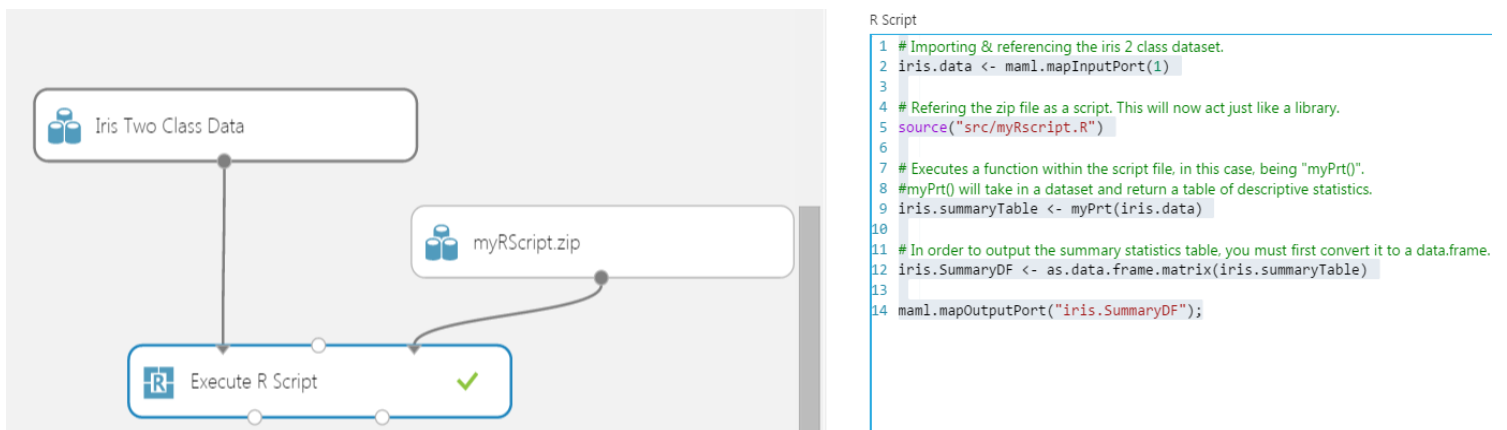 Iris Two Class Data
myRScript.zip
R
Execute R Script
R Script
1 # Importing & referencing the iris 2 class dataset.
2 iris.data <- maml.mapInputPort(1)
3
4 # Refering the zip file as a script. This will now act just like a library.
5 source("src/myRscript.R")
6
7 # Executes a function within the script file, in this case, being "myPrt()".
8 #myPrt() will take in a dataset and return a table of descriptive statistics.
9 iris.summaryTable <- myPrt(iris.data)
10
11 # In order to output the summary statistics table, you must first convert it to a data.frame.
12 iris.SummaryDF <- as.data.frame.matrix(iris.summaryTable)
13
14 maml.mapOutputPort("iris.SummaryDF");